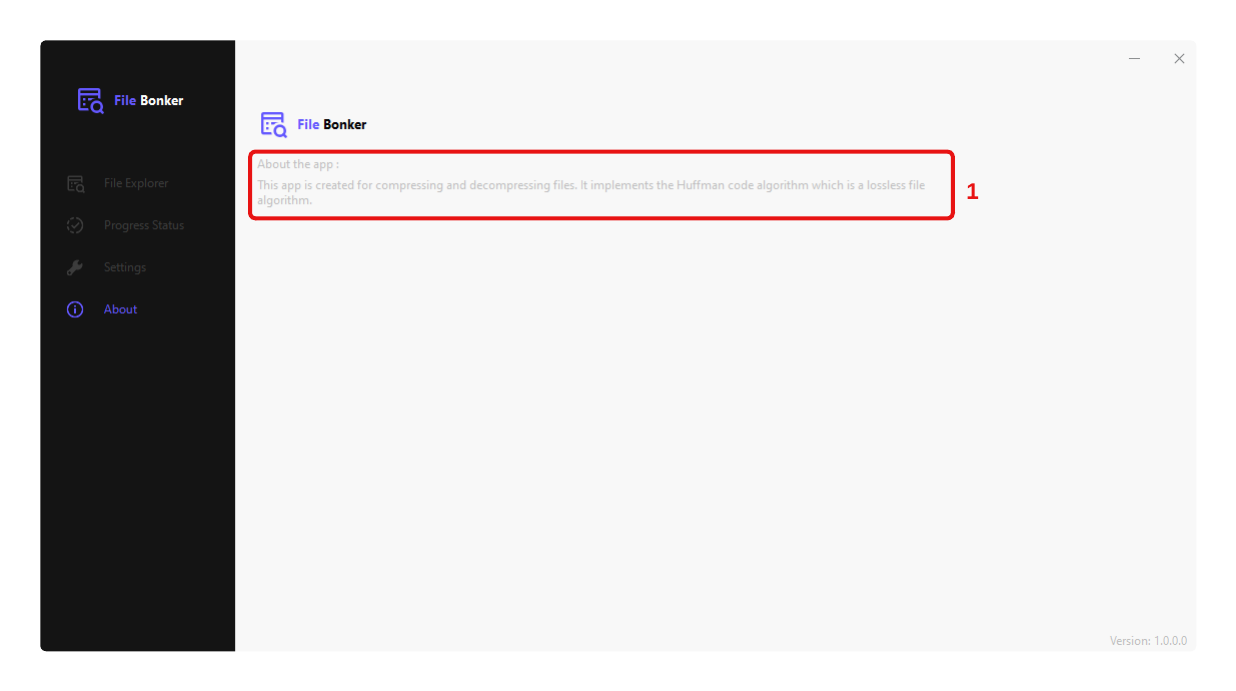 File Bonker
File Explorer
Progress Status
Settings
About
File Bonker
About the app :
This app is created for compressing and decompressing files. It implements the Huffman code algorithm which is a lossless file
algorithm.
1
Version: 1.0.0.0